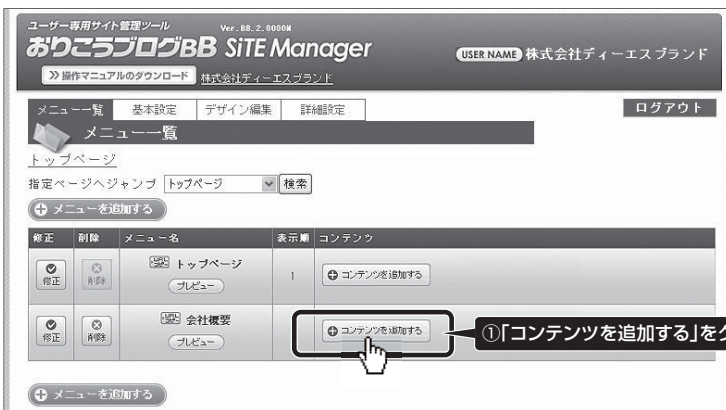 ユーザー専用サイト管理ツール Ver.BB.2.0000N
おりこうブログBB SiTE Manager
USER NAME 株式会社ディーエスブランド
操作マニュアルのダウンロード 株式会社ディーエスブランド
メニュー一覧 基本設定 デザイン編集 詳細設定 ログアウト
メニュー一覧
トップページ
指定ページへジャンプ トップページ 検索
メニューを追加する
修正 削除 メニュー名 表示順 コンテンツ
修正 削除 URL トップページ プレビュー 1 コンテンツを追加する
修正 削除 URL 会社概要 プレビュー コンテンツを追加する
①「コンテンツを追加する」を
メニューを追加する